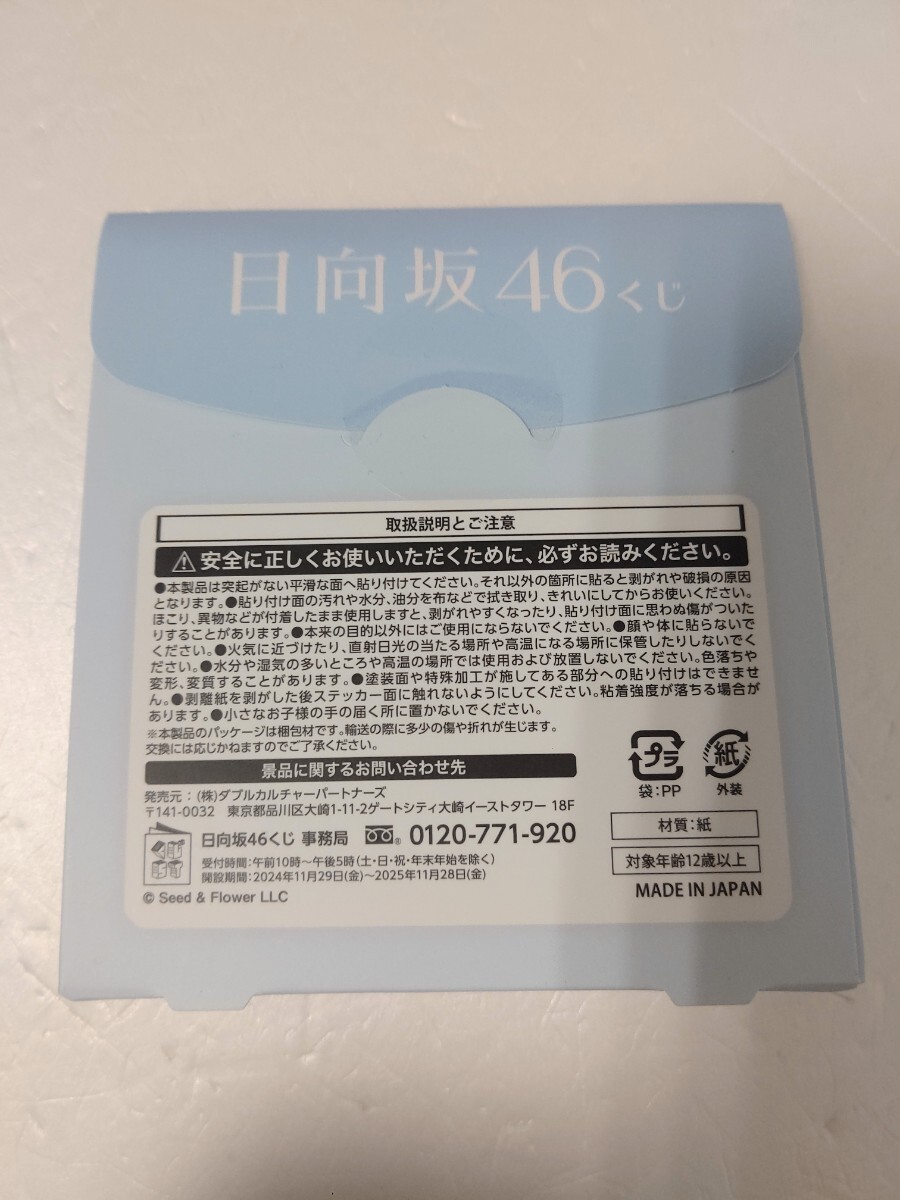 日向坂46くじ
取扱説明とご注意
安全に正しくお使いいただくために、必ずお読みください。
●本製品は突起がない平滑な面へ貼り付けてください。それ以外の箇所に貼ると剥がれや破損の原因
となります。●貼り付け面の汚れや水分、油分を布などで拭き取り、きれいにしてからお使いください。
ほこり、異物などが付着したまま使用しますと、剥がれやすくなったり、貼り付け面に思わぬ傷がついた
りすることがあります。●本来の目的以外にはご使用にならないでください。●顔や体に貼らないで
ください。●火気に近づけたり、直射日光の当たる場所や高温になる場所に保管したりしないでく
ださい。●水分や湿気の多いところや高温の場所では使用および放置しないでください。色落ちや
変形、変質することがあります。●塗装面や特殊加工が施してある部分への貼り付けはできませ
ん。●剥離紙を剥がした後ステッカー面に触れないようにしてください。粘着強度が落ちる場合が
あります。●小さなお子様の手の届く所に置かないでください。
※本製品のパッケージは梱包材です。輸送の際に多少の傷や折れが生じます。
交換には応じかねますのでご了承ください。
景品に関するお問い合わせ先
発売元：(株)ダブルカルチャーパートナーズ
〒141-0032 東京都品川区大崎1-11-2ゲートシティ大崎イーストタワー 18F
日向坂46くじ 事務局 0120-771-920
受付時間：午前10時〜午後5時（土・日・祝・年末年始を除く）
開設期間：2024年11月29日(金)〜2025年11月28日(金)
© Seed & Flower LLC
プラ
袋：PP
紙
外装
材質：紙
対象年齢12歳以上
MADE IN JAPAN